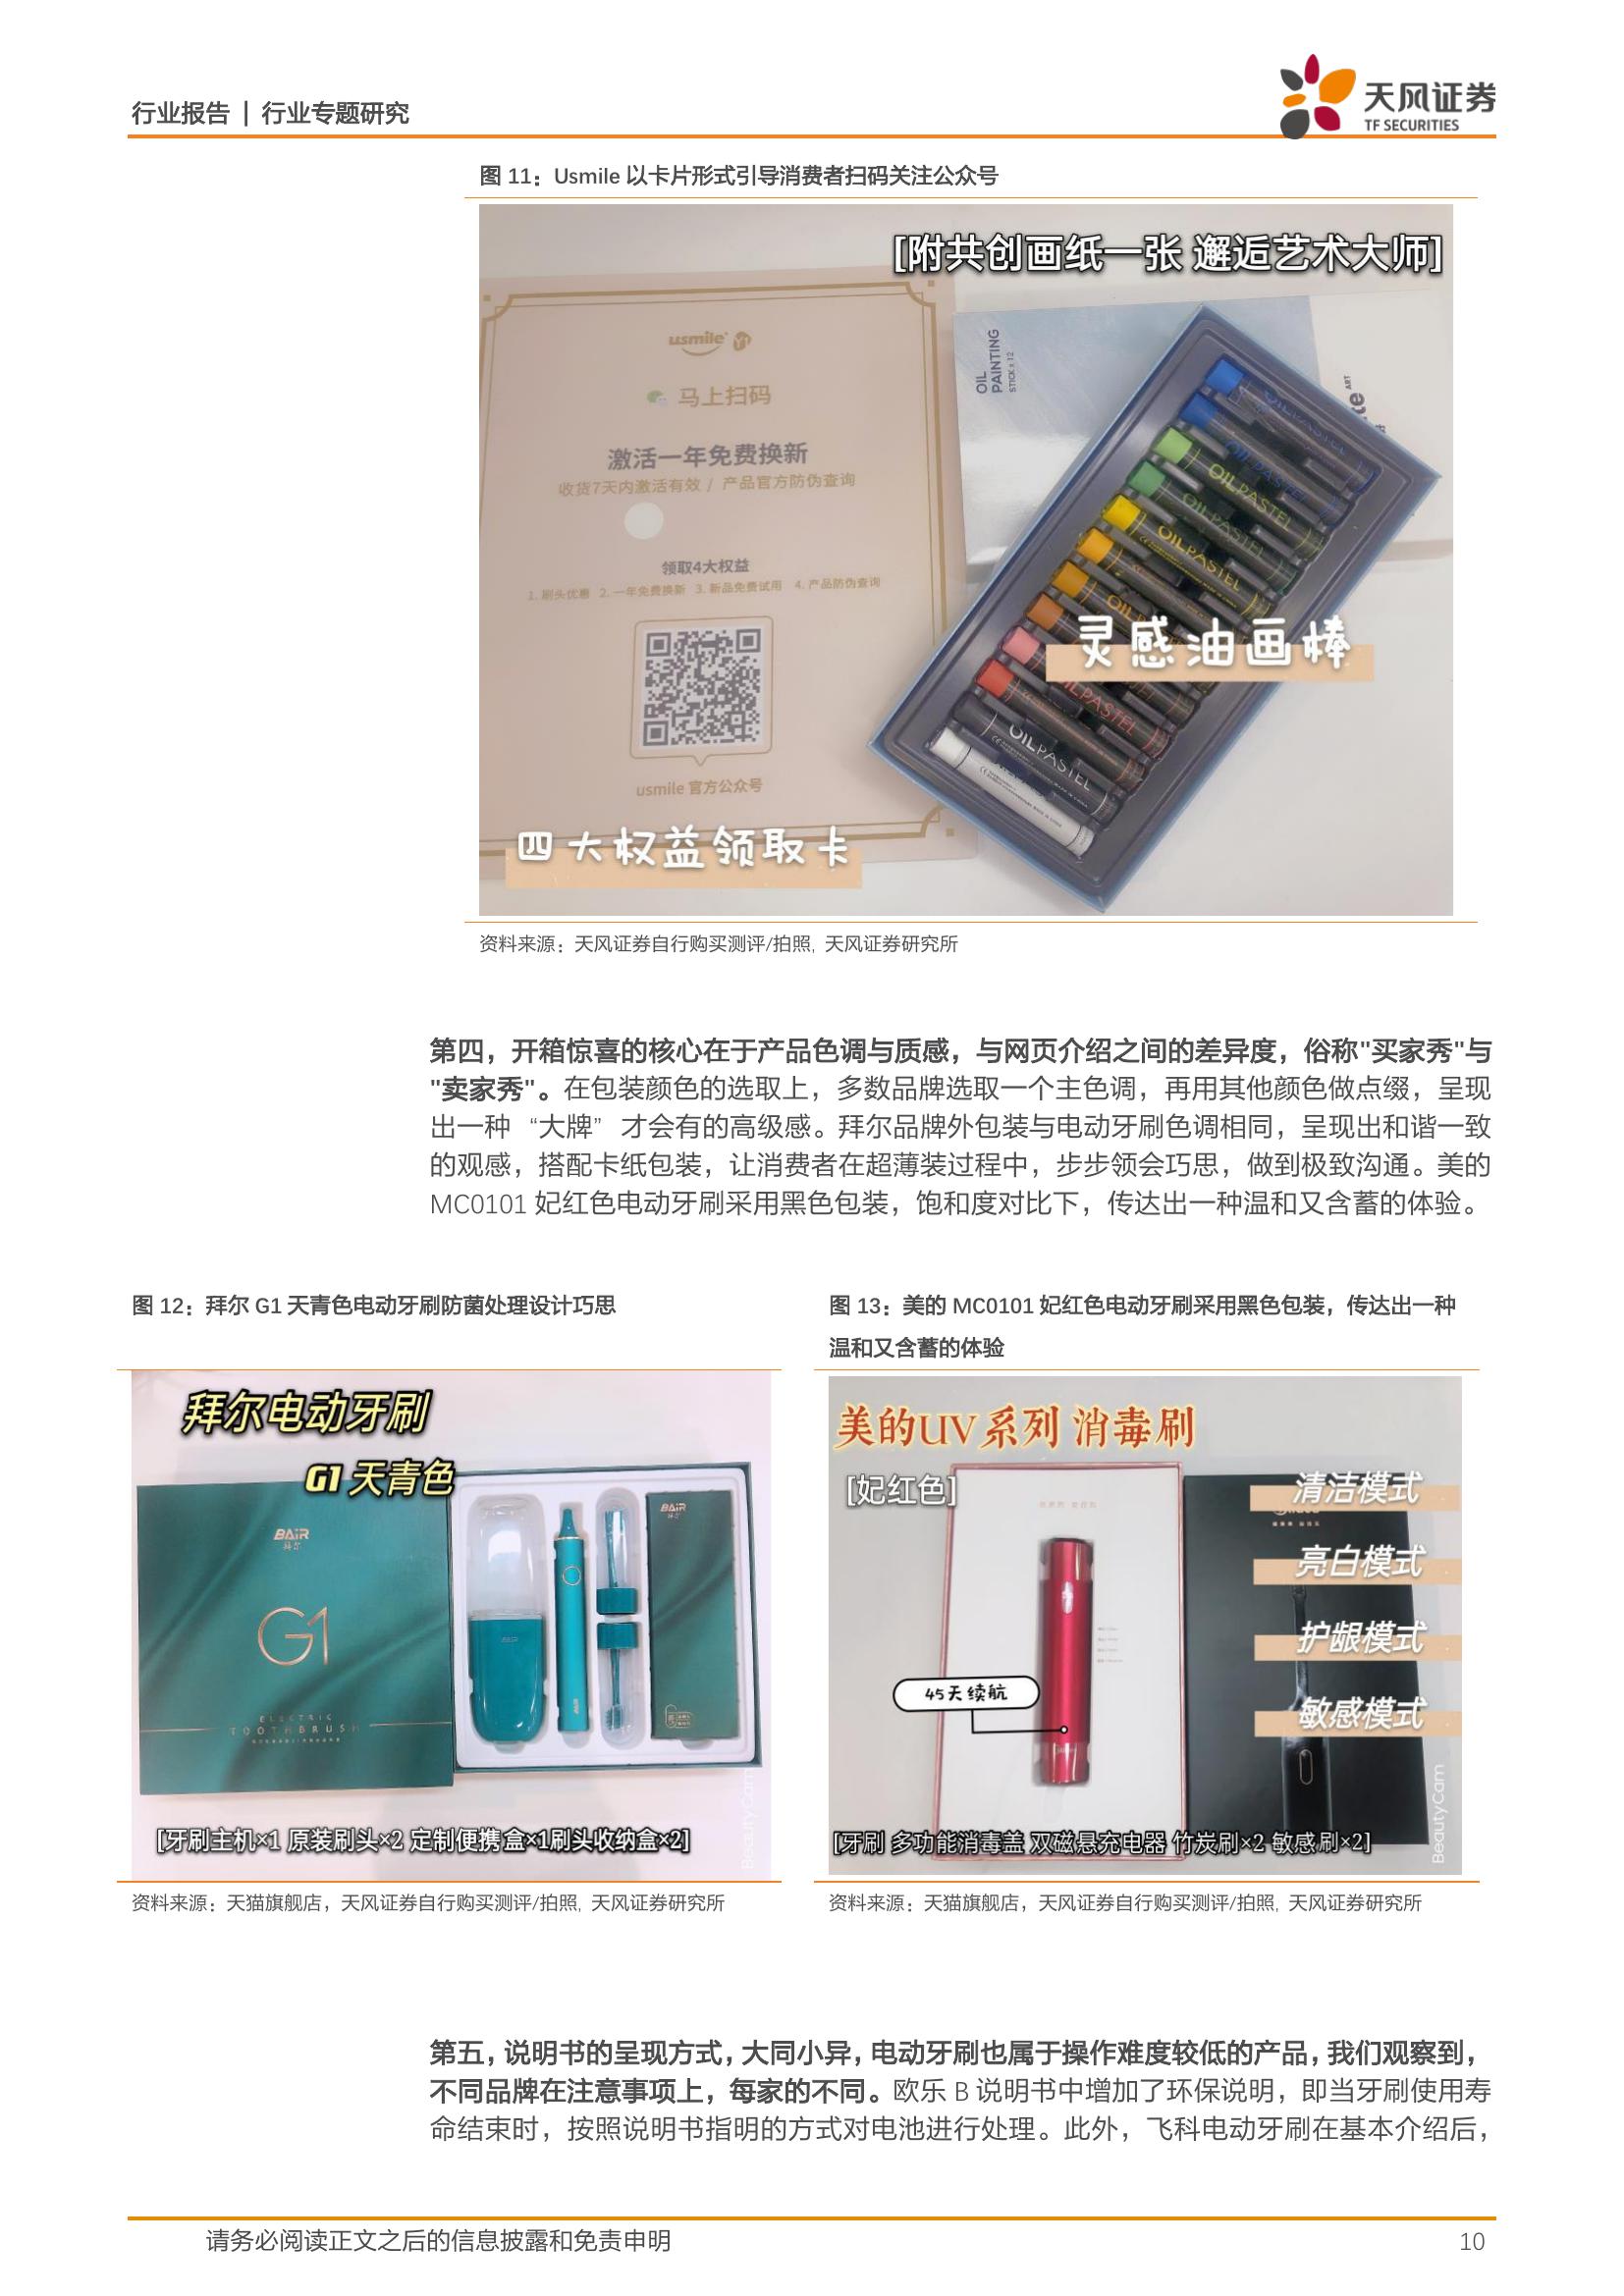 行业报告 | 行业专题研究
天风证券
TF SECURITIES
图 11：Usmile 以卡片形式引导消费者扫码关注公众号
[附共创画纸一张 邂逅艺术大师]
usmile Y1
马上扫码
激活一年免费换新
收货7天内激活有效 / 产品官方防伪查询
领取4大权益
1. 刷头优惠 2. 一年免费换新 3. 新品免费试用 4. 产品防伪查询
usmile 官方公众号
四大权益领取卡
OIL
PAINTING
STICK x 12
ART
OILPASTEL
OILPASTEL
OILPASTEL
OILPASTEL
灵感油画棒
OILPASTEL
资料来源：天风证券自行购买测评/拍照, 天风证券研究所
第四，开箱惊喜的核心在于产品色调与质感，与网页介绍之间的差异度，俗称"买家秀"与
"卖家秀"。在包装颜色的选取上，多数品牌选取一个主色调，再用其他颜色做点缀，呈现
出一种 “大牌” 才会有的高级感。拜尔品牌外包装与电动牙刷色调相同，呈现出和谐一致
的观感，搭配卡纸包装，让消费者在超薄装过程中，步步领会巧思，做到极致沟通。美的
MC0101 妃红色电动牙刷采用黑色包装，饱和度对比下，传达出一种温和又含蓄的体验。
图 12：拜尔 G1 天青色电动牙刷防菌处理设计巧思
拜尔电动牙刷
G1 天青色
BAIR
拜尔
G1
ELECTRIC
TOOTHBRUSH
BAIR
BAIR
BAIR
拜尔
BeautyCam
[牙刷主机×1 原装刷头×2 定制便携盒×1刷头收纳盒×2]
资料来源：天猫旗舰店，天风证券自行购买测评/拍照, 天风证券研究所
图 13：美的 MC0101 妃红色电动牙刷采用黑色包装，传达出一种
温和又含蓄的体验
美的UV系列 消毒刷
[妃红色]
清洁模式
亮白模式
护龈模式
敏感模式
45天续航
BeautyCam
[牙刷 多功能消毒盖 双磁悬充电器 竹炭刷×2 敏感刷×2]
资料来源：天猫旗舰店，天风证券自行购买测评/拍照, 天风证券研究所
第五，说明书的呈现方式，大同小异，电动牙刷也属于操作难度较低的产品，我们观察到，
不同品牌在注意事项上，每家的不同。欧乐 B 说明书中增加了环保说明，即当牙刷使用寿
命结束时，按照说明书指明的方式对电池进行处理。此外，飞科电动牙刷在基本介绍后，
请务必阅读正文之后的信息披露和免责申明
10